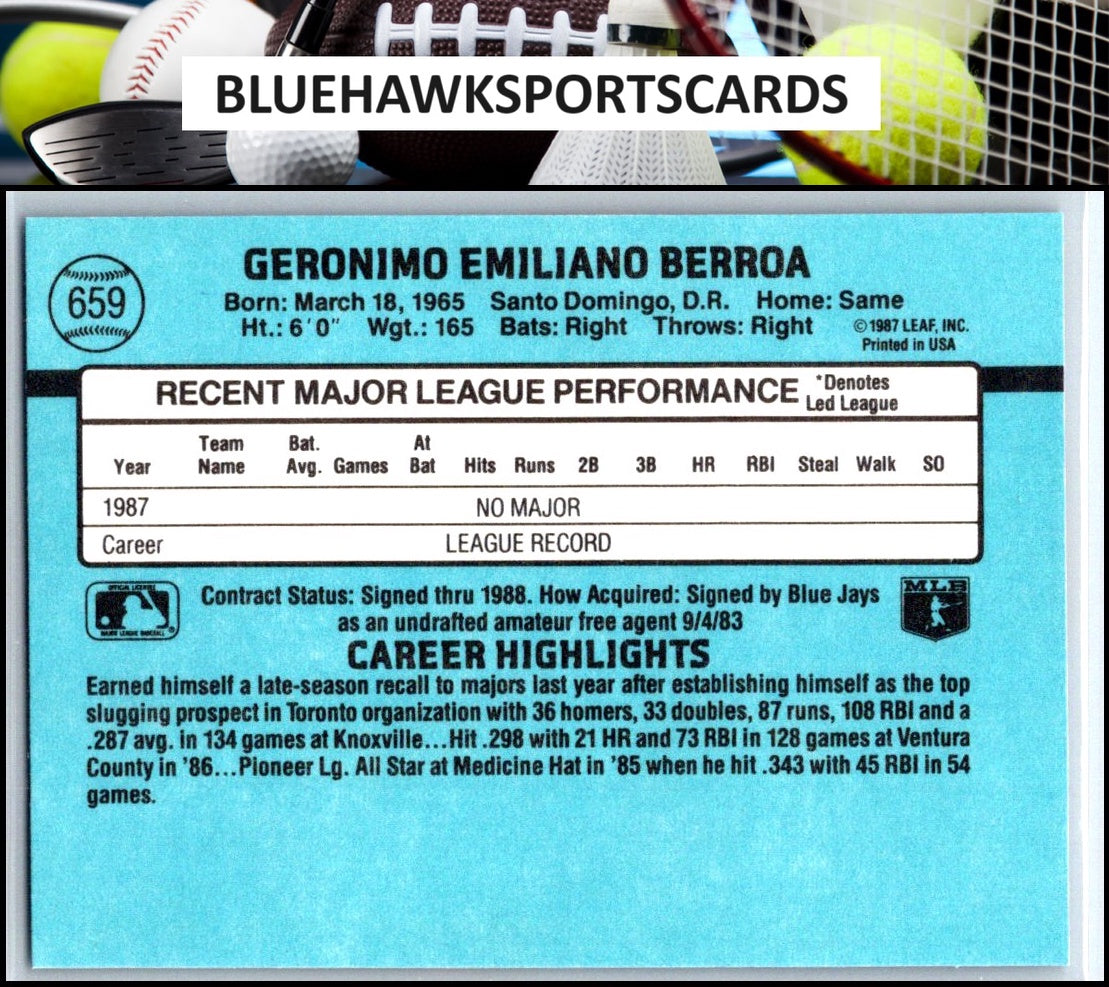 BLUEHAWKSPORTSCARDS
659
GERONIMO EMILIANO BERROA
Born: March 18, 1965 Santo Domingo, D.R. Home: Same
Ht.: 6'0" Wgt.: 165 Bats: Right Throws: Right
©1987 LEAF, INC.
Printed in USA
RECENT MAJOR LEAGUE PERFORMANCE
*Denotes
Led League
Year Team Name Bat. Avg. Games At Bat Hits Runs 2B 3B HR RBI Steal Walk SO
1987 NO MAJOR
Career LEAGUE RECORD
OFFICIAL LICENSEE
MAJOR LEAGUE BASEBALL
®
MLB
Contract Status: Signed thru 1988. How Acquired: Signed by Blue Jays
as an undrafted amateur free agent 9/4/83
CAREER HIGHLIGHTS
Earned himself a late-season recall to majors last year after establishing himself as the top
slugging prospect in Toronto organization with 36 homers, 33 doubles, 87 runs, 108 RBI and a
.287 avg. in 134 games at Knoxville...Hit .298 with 21 HR and 73 RBI in 128 games at Ventura
County in '86...Pioneer Lg. All Star at Medicine Hat in '85 when he hit .343 with 45 RBI in 54
games.